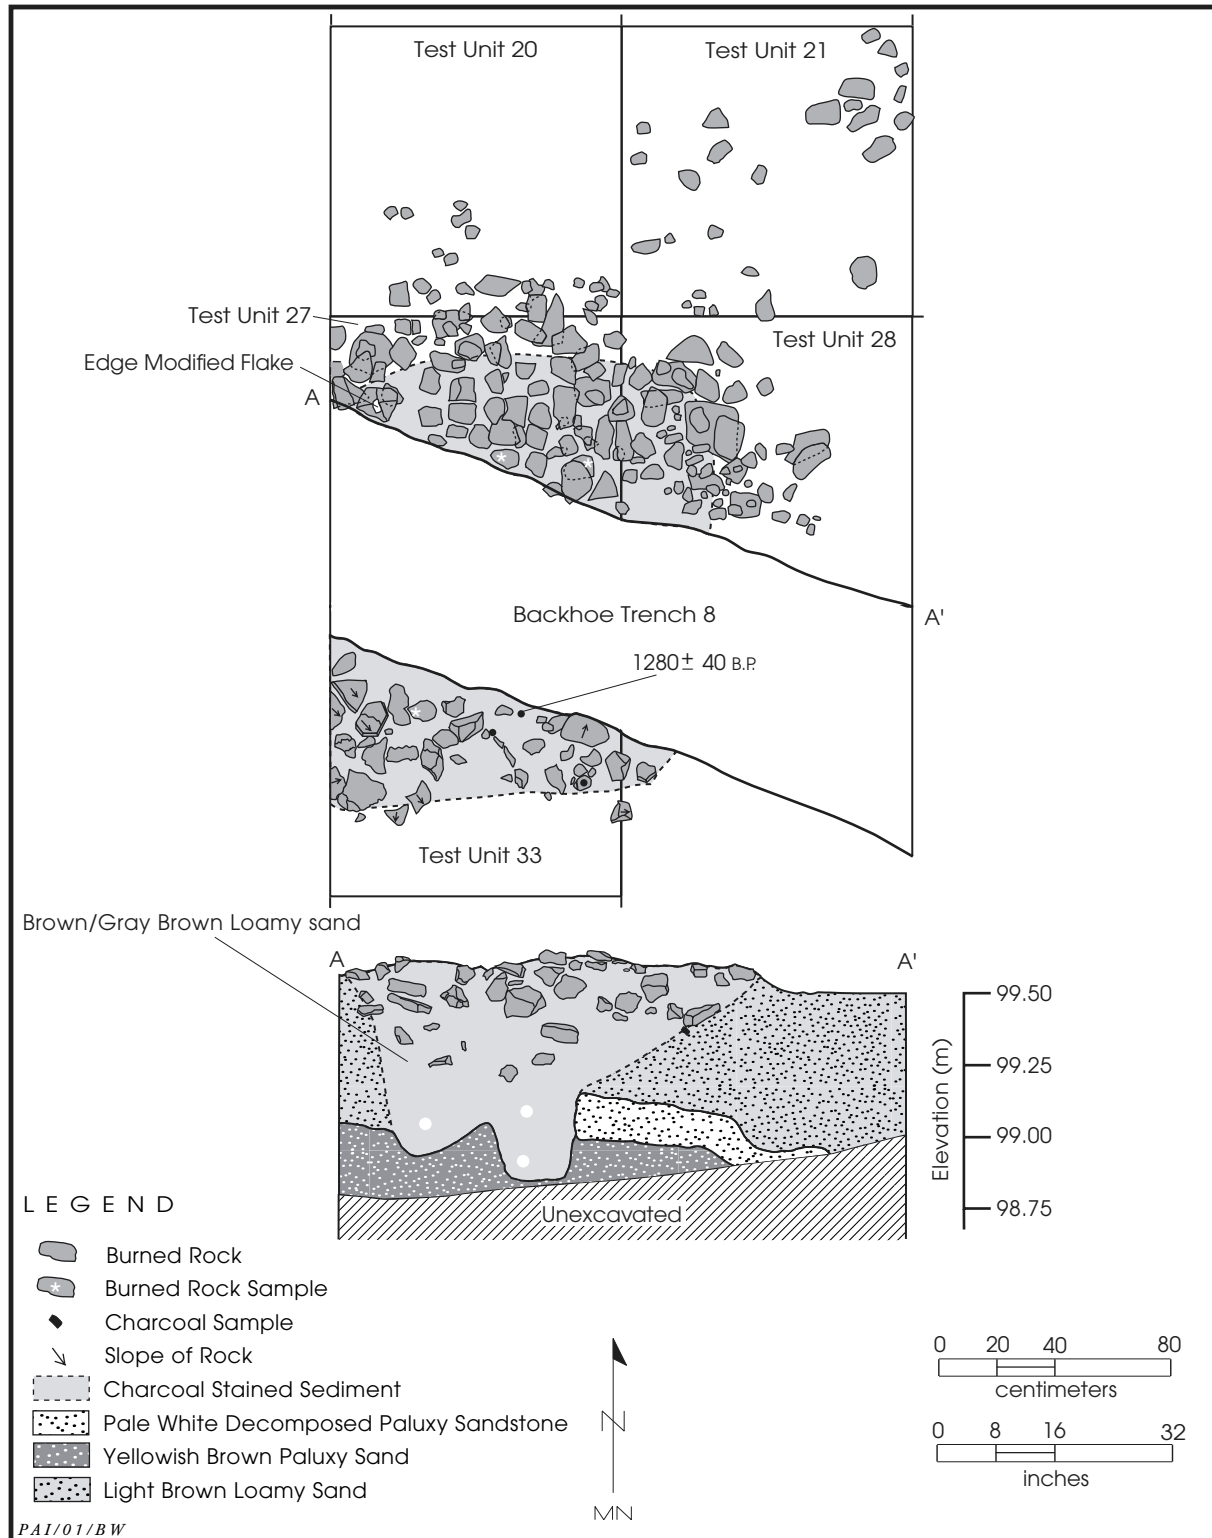 Test Unit 20
Test Unit 21
Test Unit 27
Test Unit 28
Edge Modified Flake
A
Backhoe Trench 8
A'
1280± 40 B.P.
Test Unit 33
Brown/Gray Brown Loamy sand
A
A'
99.50
99.25
99.00
98.75
Elevation (m)
Unexcavated
LEGEND
Burned Rock
Burned Rock Sample
Charcoal Sample
Slope of Rock
Charcoal Stained Sediment
Pale White Decomposed Paluxy Sandstone
Yellowish Brown Paluxy Sand
Light Brown Loamy Sand
N
MN
0 20 40 80
centimeters
0 8 16 32
inches
PAI/01/BW